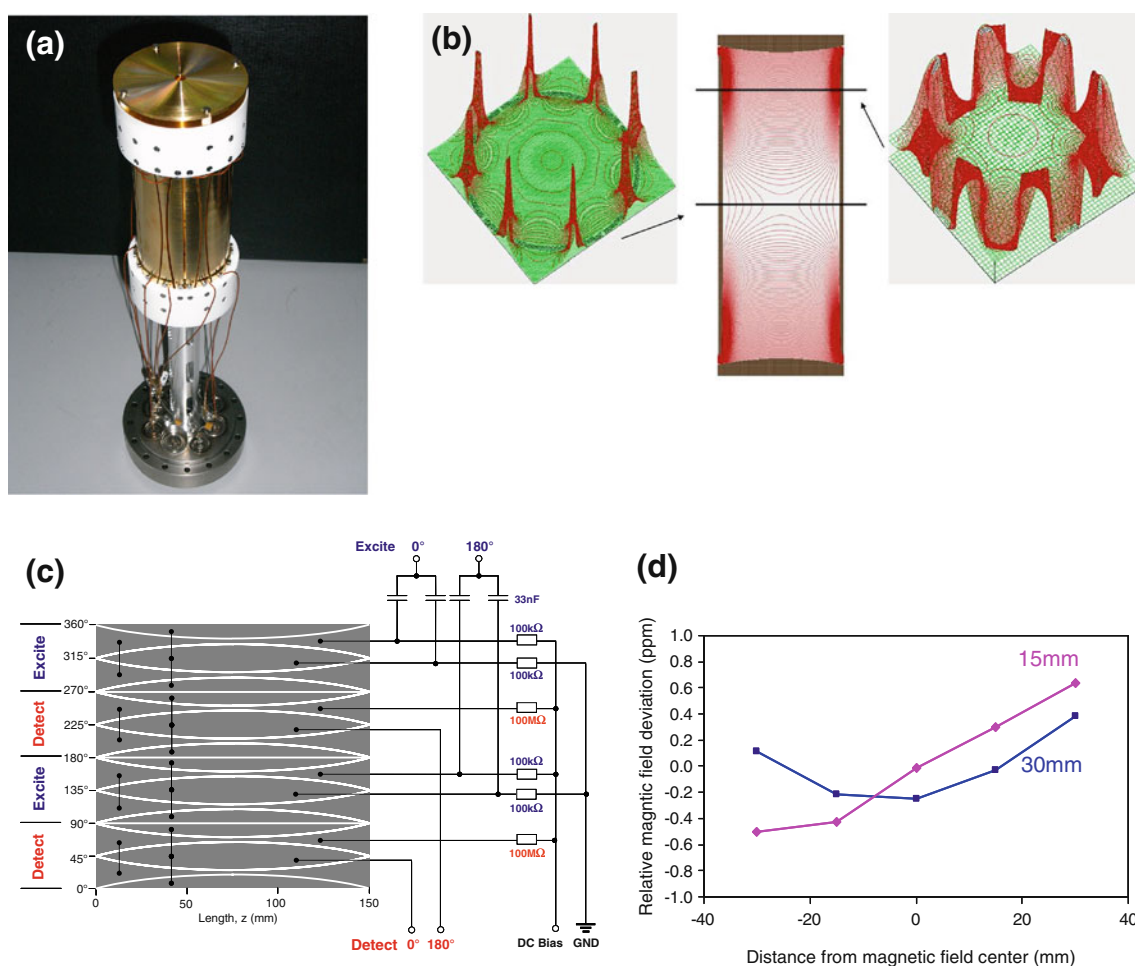 (a)
(b)
(c)
Excite 0° 180°
33nF
360°
315°
270°
225°
180°
135°
90°
45°
0°
Excite
Detect
Excite
Detect
100kΩ
100kΩ
100MΩ
100kΩ
100kΩ
100MΩ
0 50 100 150
Length, z (mm)
Detect 0° 180°
DC Bias GND
(d)
Relative magntic field deviation (ppm)
1.0
0.8
0.6
0.4
0.2
0.0
-0.2
-0.4
-0.6
-0.8
-1.0
15mm
30mm
-40 -20 0 20 40
Distance from magnetic field center (mm)